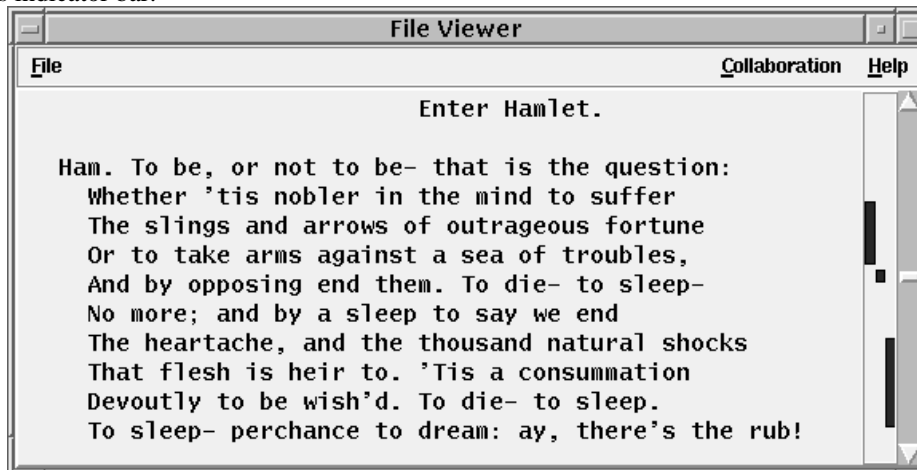 s indicator bar.
File Viewer
File Collaboration Help
Enter Hamlet.
Ham. To be, or not to be- that is the question:
Whether 'tis nobler in the mind to suffer
The slings and arrows of outrageous fortune
Or to take arms against a sea of troubles,
And by opposing end them. To die- to sleep-
No more; and by a sleep to say we end
The heartache, and the thousand natural shocks
That flesh is heir to. 'Tis a consummation
Devoutly to be wish'd. To die- to sleep.
To sleep- perchance to dream: ay, there's the rub!